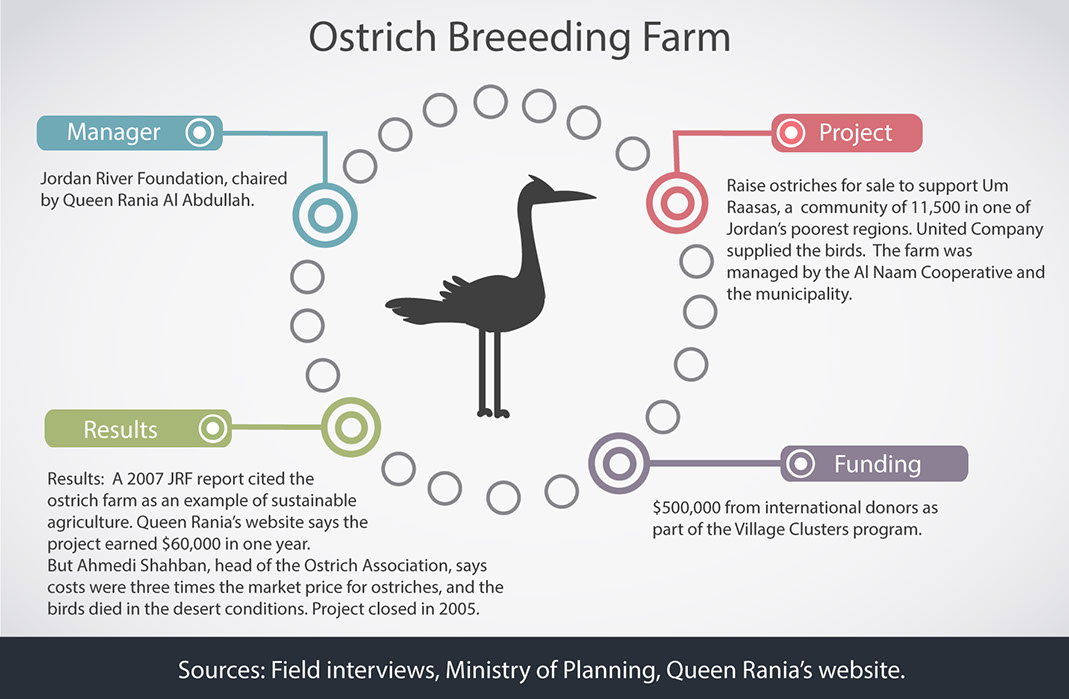 Ostrich Breeeding Farm
Manager
Jordan River Foundation, chaired
by Queen Rania Al Abdullah.
Project
Raise ostriches for sale to support Um
Raasas, a community of 11,500 in one of
Jordan’s poorest regions. United Company
supplied the birds. The farm was
managed by the Al Naam Cooperative and
the municipality.
Results
Results: A 2007 JRF report cited the
ostrich farm as an example of sustainable
agriculture. Queen Rania’s website says the
project earned $60,000 in one year.
But Ahmedi Shahban, head of the Ostrich Association, says
costs were three times the market price for ostriches, and the
birds died in the desert conditions. Project closed in 2005.
Funding
$500,000 from international donors as
part of the Village Clusters program.
Sources: Field interviews, Ministry of Planning, Queen Rania’s website.